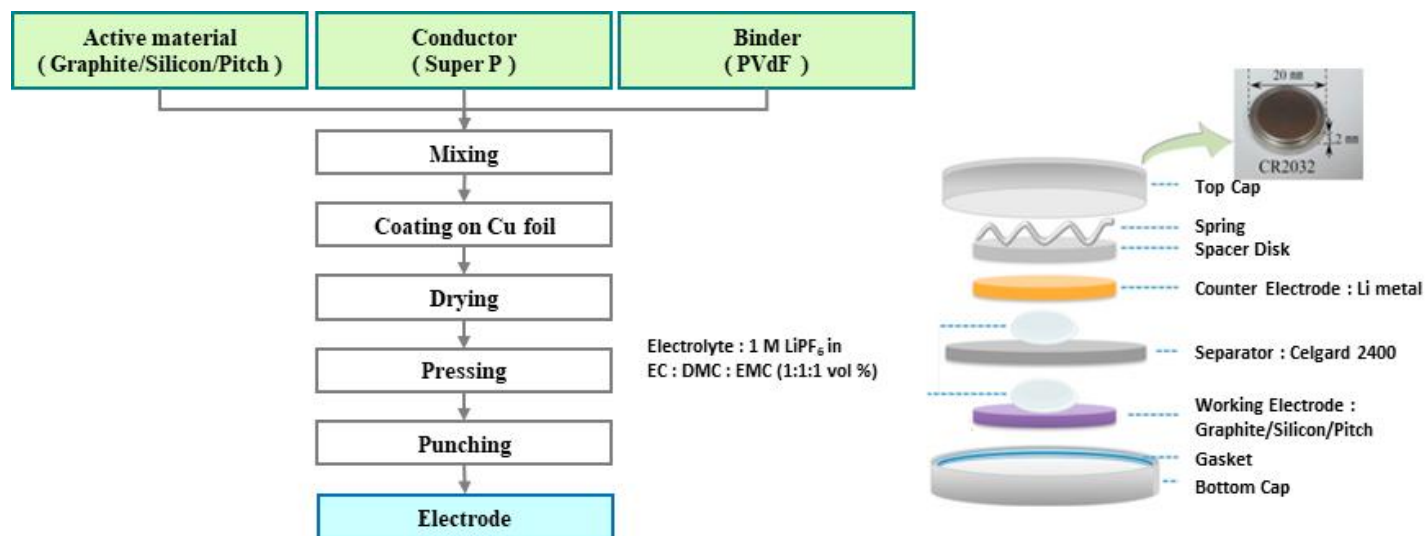 Active material
( Graphite/Silicon/Pitch )
Conductor
( Super P )
Binder
( PVdF )
Mixing
Coating on Cu foil
Drying
Pressing
Punching
Electrode
Electrolyte : 1 M LiPF₆ in
EC : DMC : EMC (1:1:1 vol %)
20 mm
2 mm
CR2032
Top Cap
Spring
Spacer Disk
Counter Electrode : Li metal
Separator : Celgard 2400
Working Electrode :
Graphite/Silicon/Pitch
Gasket
Bottom Cap